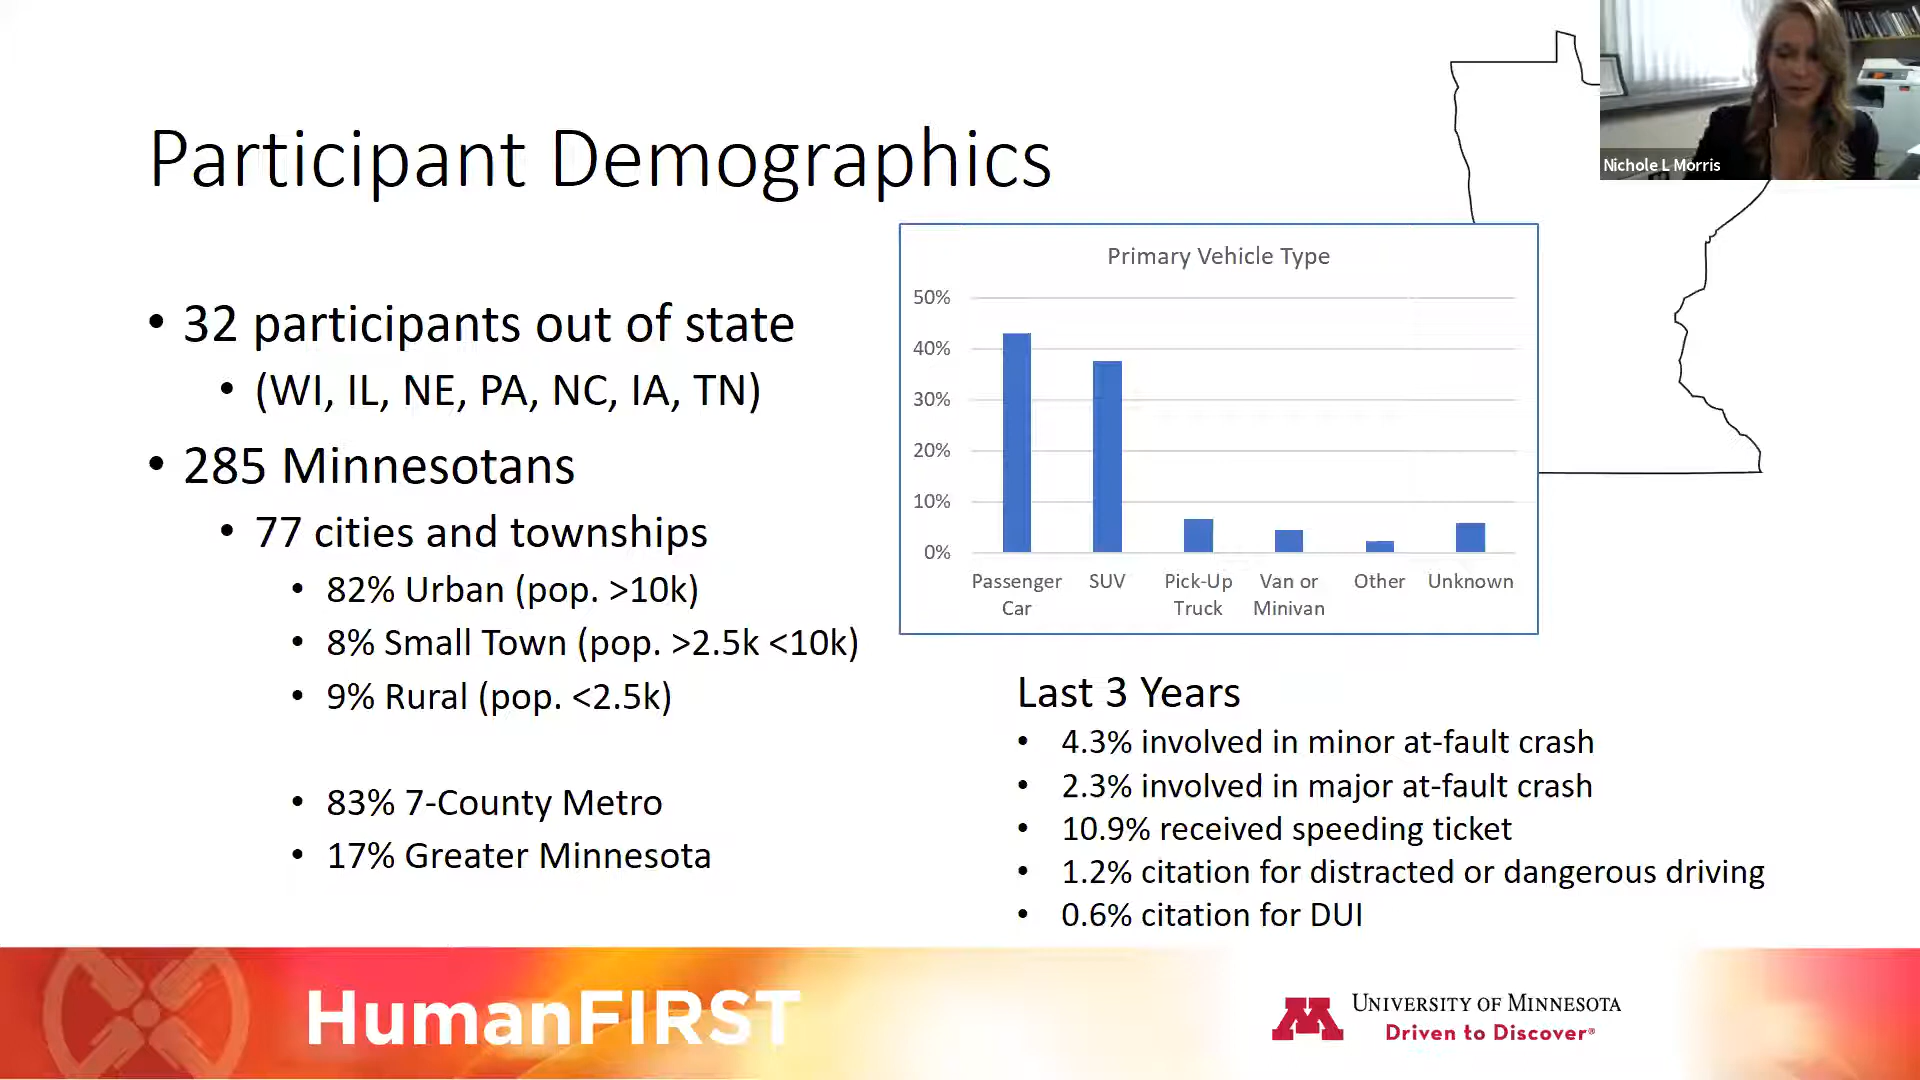 Participant Demographics
• 32 participants out of state
• (WI, IL, NE, PA, NC, IA, TN)
• 285 Minnesotans
• 77 cities and townships
• 82% Urban (pop. >10k)
• 8% Small Town (pop. >2.5k <10k)
• 9% Rural (pop. <2.5k)
• 83% 7-County Metro
• 17% Greater Minnesota
Nichole L Morris
Primary Vehicle Type
50%
40%
30%
20%
10%
0%
Passenger Car
SUV
Pick-Up Truck
Van or Minivan
Other
Unknown
Last 3 Years
• 4.3% involved in minor at-fault crash
• 2.3% involved in major at-fault crash
• 10.9% received speeding ticket
• 1.2% citation for distracted or dangerous driving
• 0.6% citation for DUI
HumanFIRST
M
UNIVERSITY OF MINNESOTA
Driven to Discover®